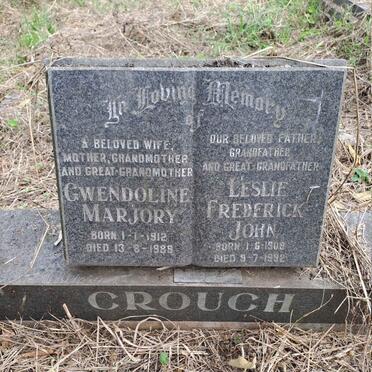 In Loving Memory
of
A BELOVED WIFE,
MOTHER, GRANDMOTHER
AND GREAT-GRANDMOTHER
GWENDOLINE
MARJORY
BORN 1-1-1912
DIED 13-8-1989
OUR BELOVED FATHER,
GRANDFATHER
AND GREAT-GRANDFATHER
LESLIE
FREDERICK
JOHN
BORN 1-6-1908
DIED 9-7-1992
CROUCH